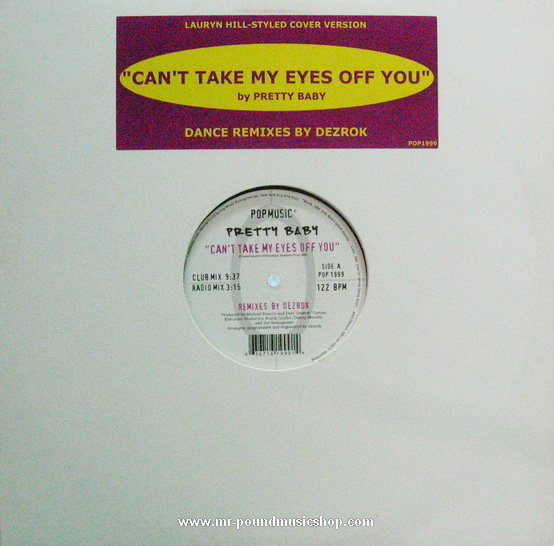 LAURYN HILL-STYLED COVER VERSION
"CAN'T TAKE MY EYES OFF YOU"
by PRETTY BABY
DANCE REMIXES BY DEZROK
POP1999
POPMUSIC
PRETTY BABY
"CAN'T TAKE MY EYES OFF YOU"
CLUB MIX 9:37
RADIO MIX 3:15
SIDE A
POP 1999
122 BPM
REMIXES BY DEZROK
www.mr-poundmusicshop.com